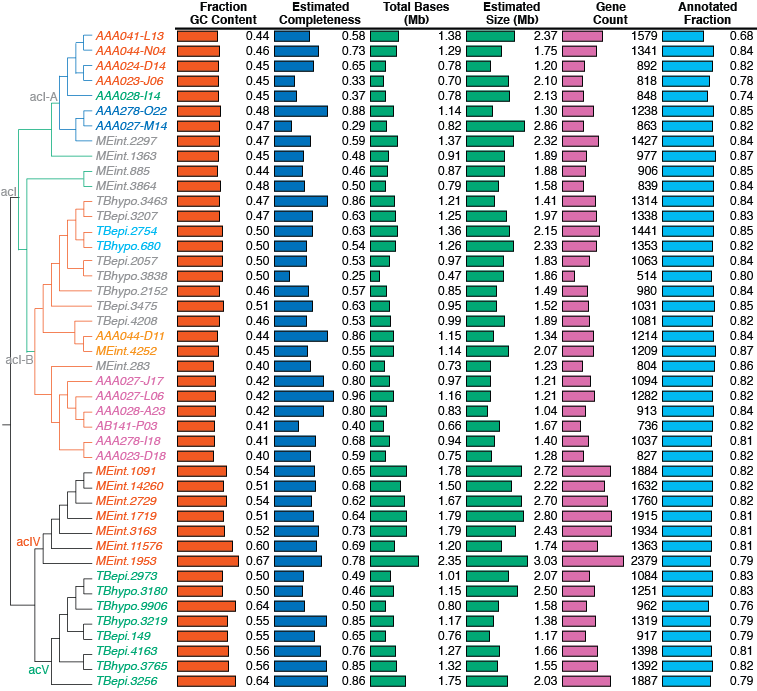 Fraction GC Content Estimated Completeness Total Bases (Mb) Estimated Size (Mb) Gene Count Annotated Fraction
AAA041-L13 0.44 0.58 1.38 2.37 1579 0.68
AAA044-N04 0.46 0.73 1.29 1.75 1341 0.84
AAA024-D14 0.45 0.65 0.78 1.20 892 0.82
AAA023-J06 0.45 0.33 0.70 2.10 818 0.78
acI-A
AAA028-I14 0.45 0.37 0.78 2.13 848 0.74
AAA278-O22 0.48 0.88 1.14 1.30 1238 0.85
AAA027-M14 0.47 0.29 0.82 2.86 863 0.82
MEint.2297 0.47 0.59 1.37 2.32 1427 0.84
MEint.1363 0.45 0.48 0.91 1.89 977 0.87
MEint.885 0.44 0.46 0.87 1.88 906 0.85
MEint.3864 0.48 0.50 0.79 1.58 839 0.84
acI
TBhypo.3463 0.47 0.86 1.21 1.41 1314 0.84
TBepi.3207 0.47 0.63 1.25 1.97 1338 0.83
TBepi.2754 0.50 0.63 1.36 2.15 1441 0.85
TBhypo.680 0.50 0.54 1.26 2.33 1353 0.82
TBepi.2057 0.50 0.53 0.97 1.83 1063 0.84
TBhypo.3838 0.50 0.25 0.47 1.86 514 0.80
TBhypo.2152 0.46 0.57 0.85 1.49 980 0.84
TBepi.3475 0.51 0.63 0.95 1.52 1031 0.85
TBepi.4208 0.46 0.53 0.99 1.89 1081 0.82
AAA044-D11 0.44 0.86 1.15 1.34 1214 0.84
MEint.4252 0.45 0.55 1.14 2.07 1209 0.87
acI-B
MEint.283 0.40 0.60 0.73 1.23 804 0.86
AAA027-J17 0.42 0.80 0.97 1.21 1094 0.82
AAA027-L06 0.42 0.96 1.16 1.21 1282 0.82
AAA028-A23 0.42 0.80 0.83 1.04 913 0.84
AB141-P03 0.42 0.40 0.66 1.67 736 0.82
AAA278-I18 0.41 0.68 0.94 1.40 1037 0.81
AAA023-D18 0.40 0.59 0.75 1.28 827 0.82
MEint.1091 0.54 0.65 1.78 2.72 1884 0.82
MEint.14260 0.51 0.68 1.50 2.22 1632 0.82
MEint.2729 0.54 0.62 1.67 2.70 1760 0.82
MEint.1719 0.51 0.64 1.79 2.80 1915 0.81
MEint.3163 0.52 0.73 1.79 2.43 1934 0.81
acIV
MEint.11576 0.60 0.69 1.20 1.74 1363 0.81
MEint.1953 0.67 0.78 2.35 3.03 2379 0.79
TBepi.2973 0.50 0.49 1.01 2.07 1084 0.83
TBhypo.3180 0.50 0.46 1.15 2.50 1251 0.83
TBhypo.9906 0.64 0.50 0.80 1.58 962 0.76
TBhypo.3219 0.55 0.85 1.17 1.38 1319 0.79
TBepi.149 0.55 0.65 0.76 1.17 917 0.79
TBepi.4163 0.56 0.76 1.27 1.66 1398 0.81
acV
TBhypo.3765 0.56 0.85 1.32 1.55 1392 0.82
TBepi.3256 0.64 0.86 1.75 2.03 1887 0.79